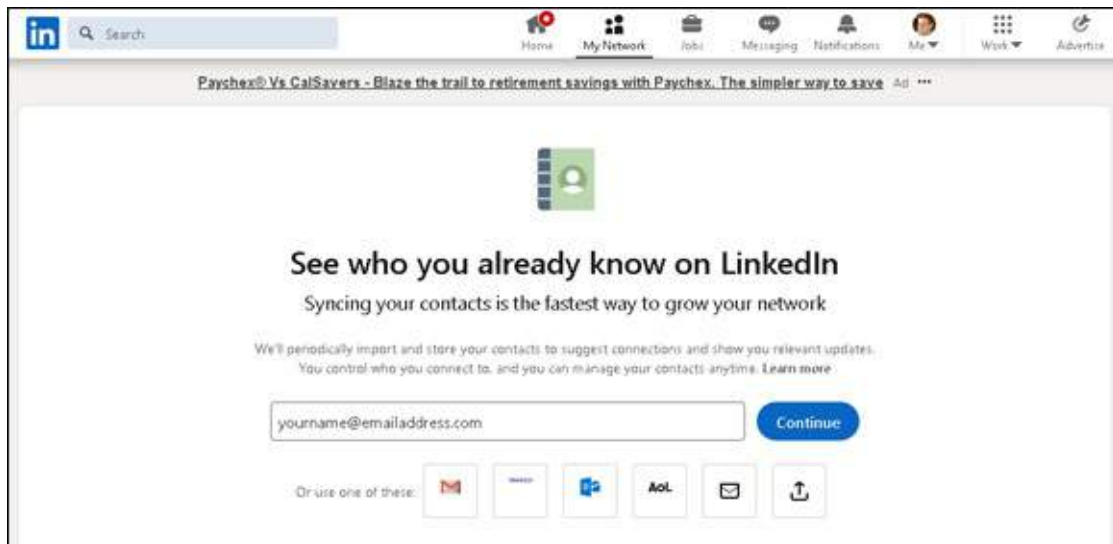 in
Search
Home
My Network
Jobs
Messaging
Notifications
Me
Work
Advertise
Paychex® Vs CalSavers - Blaze the trail to retirement savings with Paychex. The simpler way to save Ad
See who you already know on LinkedIn
Syncing your contacts is the fastest way to grow your network
We'll periodically import and store your contacts to suggest connections and show you relevant updates.
You control who you connect to, and you can manage your contacts anytime. Learn more
yourname@emailaddress.com
Continue
Or use one of these:
Aol.